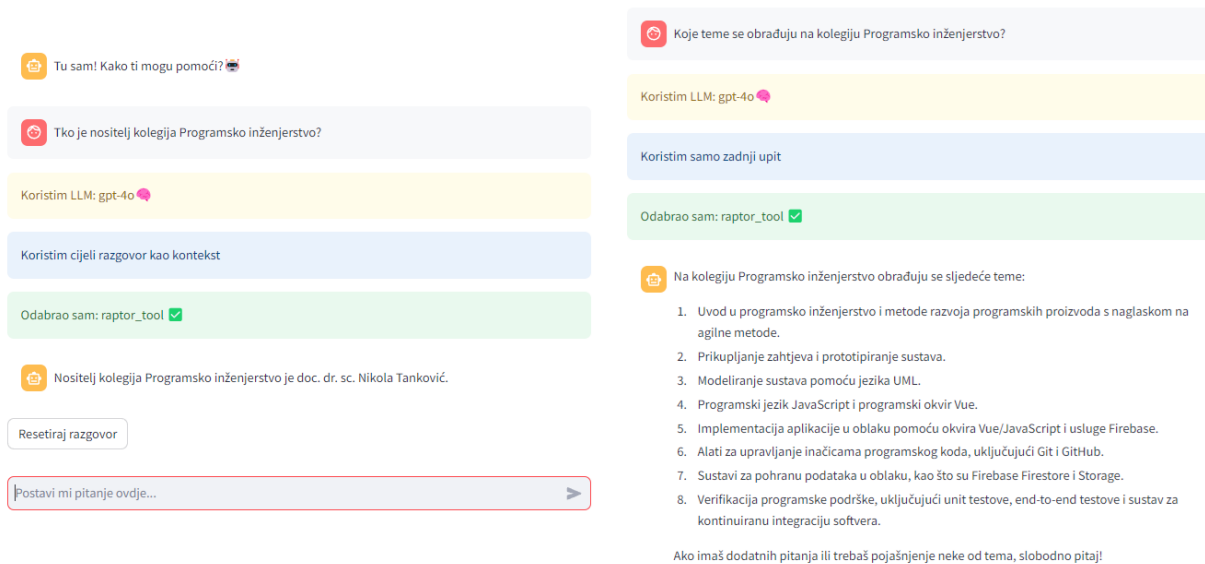 Tu sam! Kako ti mogu pomoći?
Tko je nositelj kolegija Programsko inženjerstvo?
Koristim LLM: gpt-4o
Koristim cijeli razgovor kao kontekst
Odabrao sam: raptor_tool
Nositelj kolegija Programsko inženjerstvo je doc. dr. sc. Nikola Tanković.
Resetiraj razgovor
Postavi mi pitanje ovdje...
Koje teme se obrađuju na kolegiju Programsko inženjerstvo?
Koristim LLM: gpt-4o
Koristim samo zadnji upit
Odabrao sam: raptor_tool
Na kolegiju Programsko inženjerstvo obrađuju se sljedeće teme:
1. Uvod u programsko inženjerstvo i metode razvoja programskih proizvoda s naglaskom na
agilne metode.
2. Prikupljanje zahtjeva i prototipiranje sustava.
3. Modeliranje sustava pomoću jezika UML.
4. Programski jezik JavaScript i programski okvir Vue.
5. Implementacija aplikacije u oblaku pomoću okvira Vue/JavaScript i usluge Firebase.
6. Alati za upravljanje inačicama programskog koda, uključujući Git i GitHub.
7. Sustavi za pohranu podataka u oblaku, kao što su Firebase Firestore i Storage.
8. Verifikacija programske podrške, uključujući unit testove, end-to-end testove i sustav za
kontinuiranu integraciju softvera.
Ako imaš dodatnih pitanja ili trebaš pojašnjenje neke od tema, slobodno pitaj!